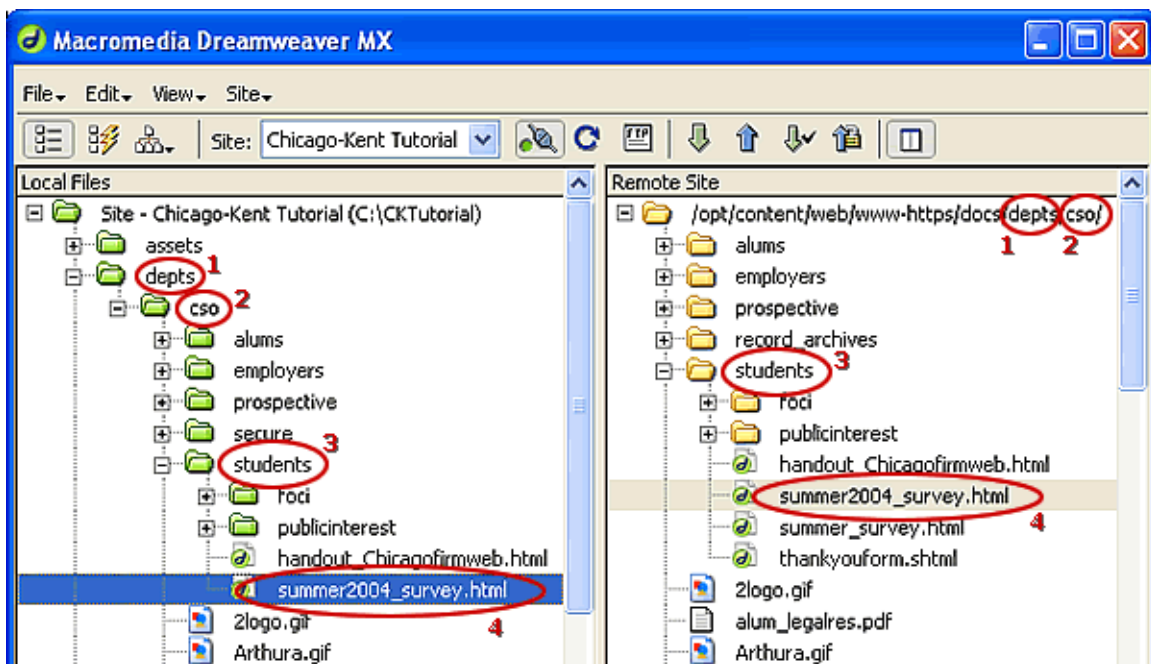 Macromedia Dreamweaver MX
File Edit View Site
Site: Chicago-Kent Tutorial
FTP
Local Files
Site - Chicago-Kent Tutorial (C:\CKTutorial)
assets
depts 1
cso 2
alums
employers
prospective
secure
students 3
foci
publicinterest
handout_Chicagofirmweb.html
summer2004_survey.html
4
2logo.gif
Arthura.gif
Remote Site
/opt/content/web/www-https/docs/depts/cso/
1 2
alums
employers
prospective
record_archives
students 3
foci
publicinterest
handout_Chicagofirmweb.html
summer2004_survey.html
4
summer_survey.html
thankyouform.shtml
2logo.gif
alum_legalres.pdf
Arthura.gif